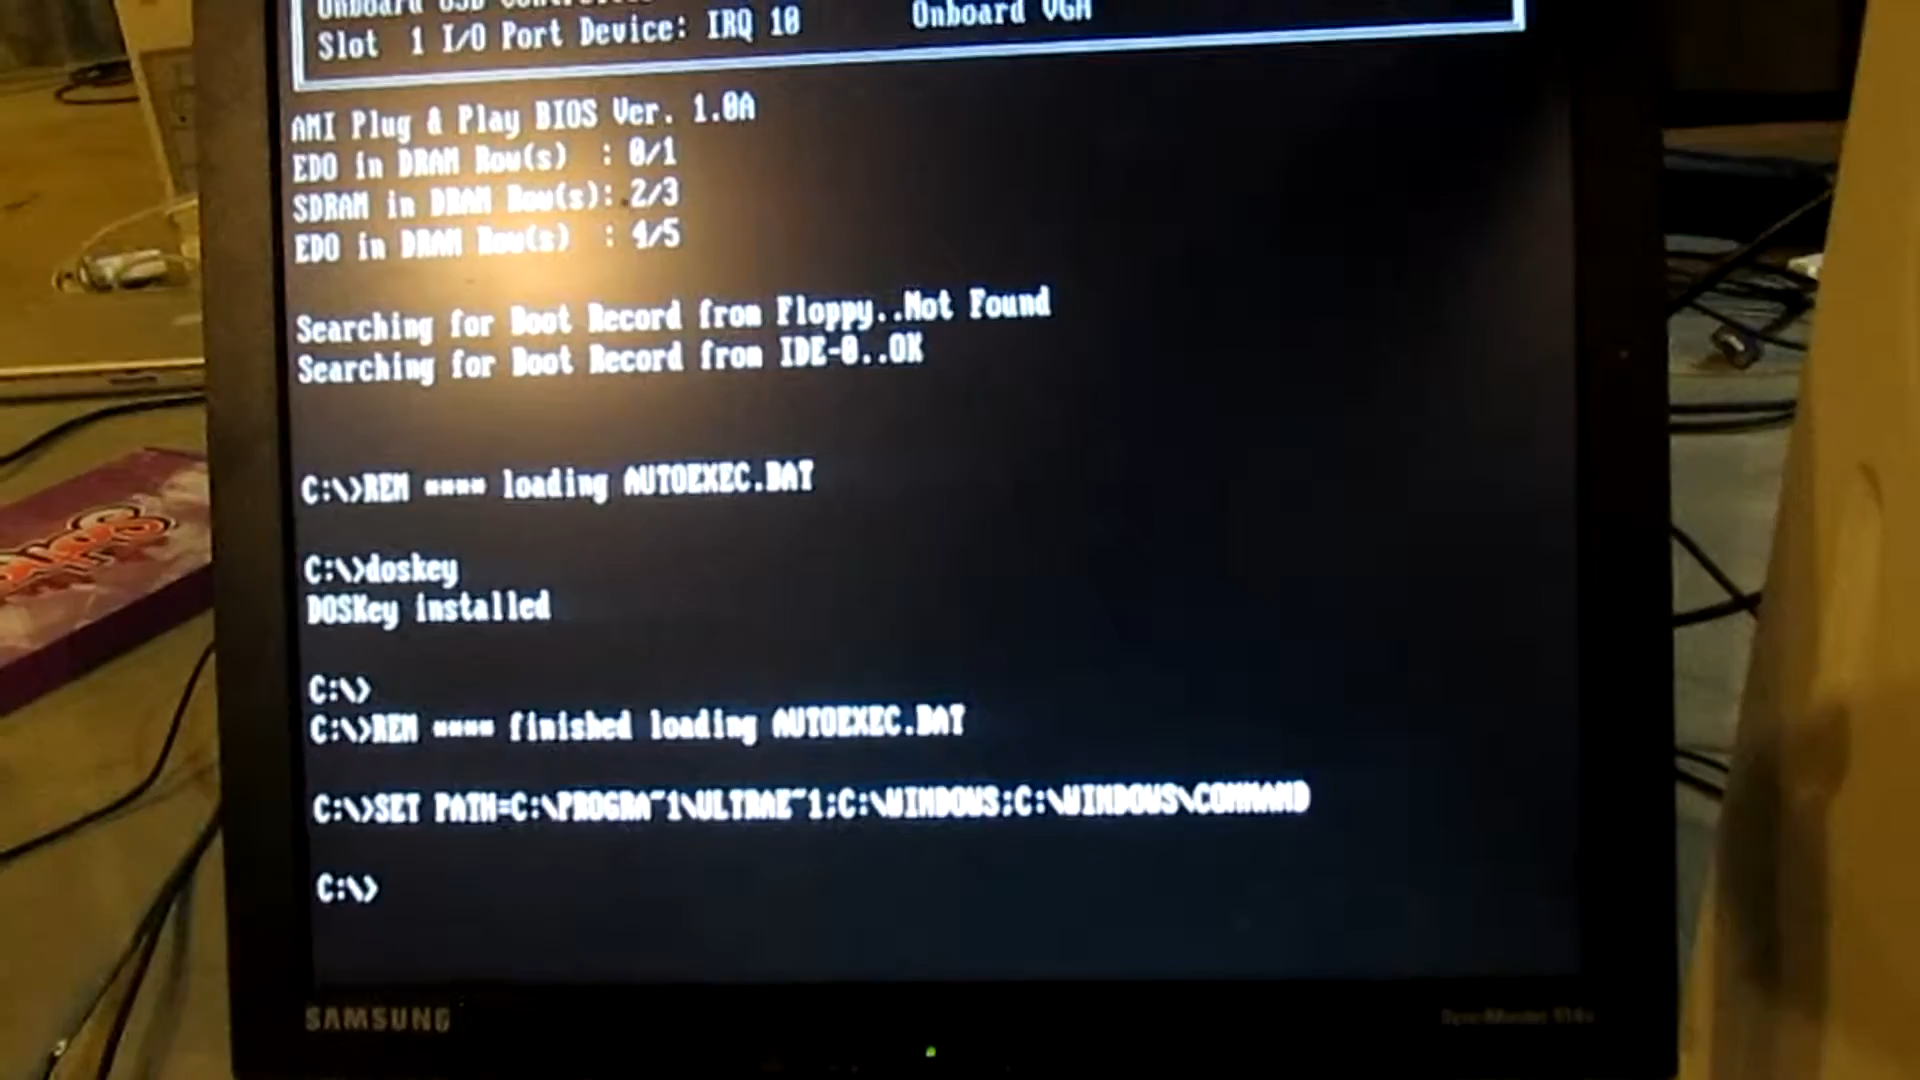 Onboard USB
Onboard VGA
Slot 1 I/O Port Device: IRQ 10
AMI Plug & Play BIOS Ver. 1.0A
EDO in DRAM Row(s) : 0/1
SDRAM in DRAM Row(s): 2/3
EDO in DRAM Row(s) : 4/5
Searching for Boot Record from Floppy..Not Found
Searching for Boot Record from IDE-0..OK
C:\>REM **** loading AUTOEXEC.BAT
C:\>doskey
DOSKey installed
C:\>
C:\>REM **** finished loading AUTOEXEC.BAT
C:\>SET PATH=C:\PROGRA~1\ULTRAE~1;C:\WINDOWS;C:\WINDOWS\COMMAND
C:\>
SAMSUNG
SyncMaster